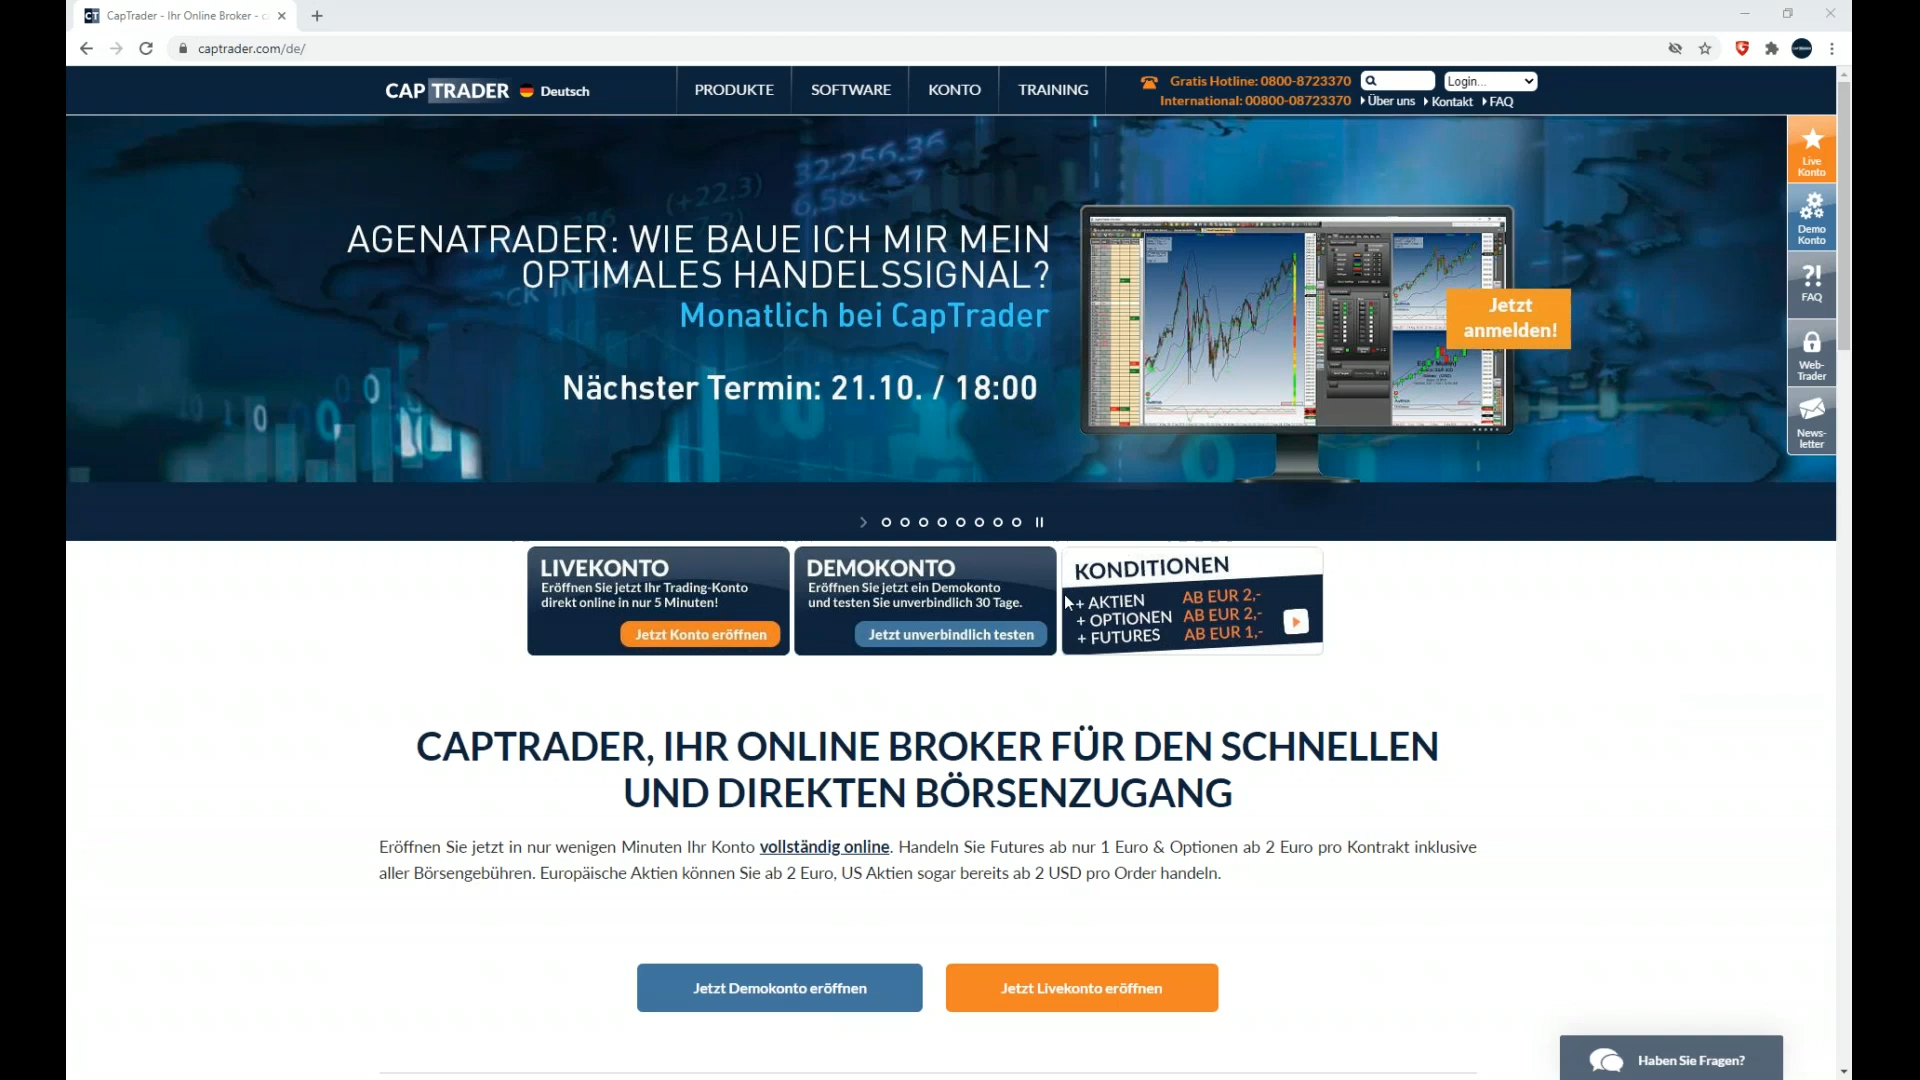 CapTrader - Ihr Online Broker -
captrader.com/de/
CAP TRADER
Deutsch
PRODUKTE
SOFTWARE
KONTO
TRAINING
Gratis Hotline: 0800-8723370
International: 00800-08723370
Login...
Über uns
Kontakt
FAQ
32,256.36
(+22.3)
AGENATRADER: WIE BAUE ICH MIR MEIN
OPTIMALES HANDELSSIGNAL?
Monatlich bei CapTrader
Nächster Termin: 21.10. / 18:00
Jetzt
anmelden!
Live
Konto
Demo
Konto
?!
FAQ
Web-
Trader
News-
letter
LIVEKONTO
Eröffnen Sie jetzt Ihr Trading-Konto
direkt online in nur 5 Minuten!
Jetzt Konto eröffnen
DEMOKONTO
Eröffnen Sie jetzt ein Demokonto
und testen Sie unverbindlich 30 Tage.
Jetzt unverbindlich testen
KONDITIONEN
+ AKTIEN AB EUR 2,-
+ OPTIONEN AB EUR 2,-
+ FUTURES AB EUR 1,-
CAPTRADER, IHR ONLINE BROKER FÜR DEN SCHNELLEN
UND DIREKTEN BÖRSENZUGANG
Eröffnen Sie jetzt in nur wenigen Minuten Ihr Konto vollständig online. Handeln Sie Futures ab nur 1 Euro & Optionen ab 2 Euro pro Kontrakt inklusive
aller Börsengebühren. Europäische Aktien können Sie ab 2 Euro, US Aktien sogar bereits ab 2 USD pro Order handeln.
Jetzt Demokonto eröffnen
Jetzt Livekonto eröffnen
Haben Sie Fragen?